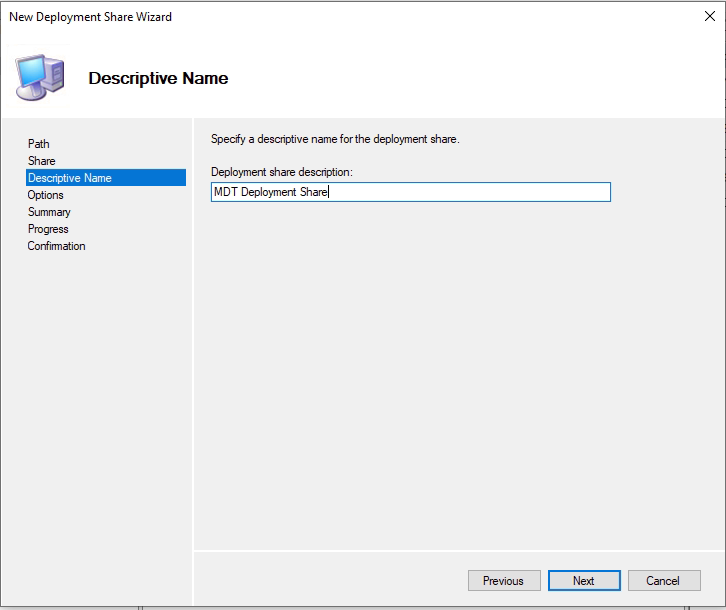 New Deployment Share Wizard
Descriptive Name
Path
Share
Descriptive Name
Options
Summary
Progress
Confirmation
Specify a descriptive name for the deployment share.
Deployment share description:
MDT Deployment Share
Previous
Next
Cancel